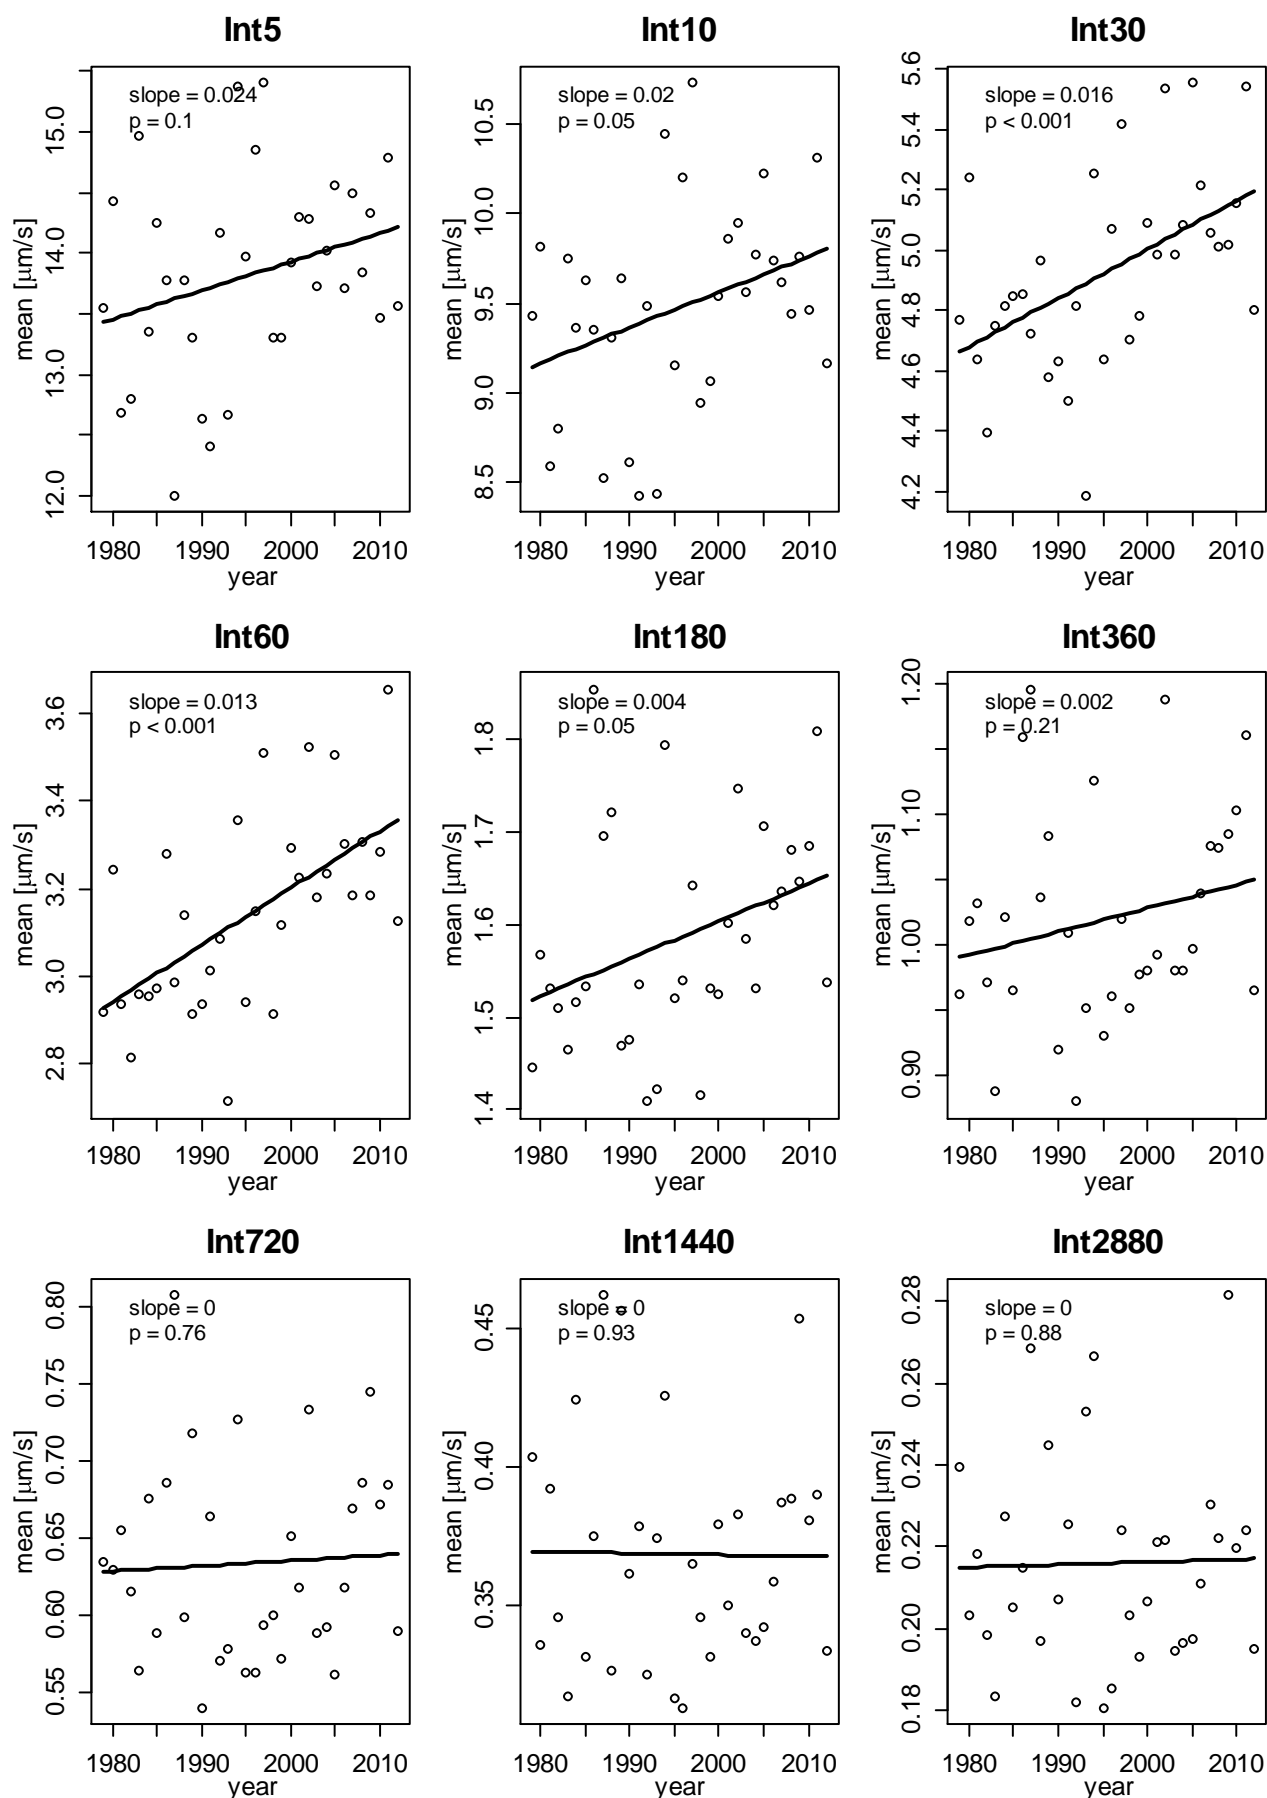 Int5
slope = 0.024
p = 0.1
mean [μm/s]
12.0 13.0 14.0 15.0
1980 1990 2000 2010
year
Int10
slope = 0.02
p = 0.05
mean [μm/s]
8.5 9.0 9.5 10.0 10.5
1980 1990 2000 2010
year
Int30
slope = 0.016
p < 0.001
mean [μm/s]
4.2 4.4 4.6 4.8 5.0 5.2 5.4 5.6
1980 1990 2000 2010
year
Int60
slope = 0.013
p < 0.001
mean [μm/s]
2.8 3.0 3.2 3.4 3.6
1980 1990 2000 2010
year
Int180
slope = 0.004
p = 0.05
mean [μm/s]
1.4 1.5 1.6 1.7 1.8
1980 1990 2000 2010
year
Int360
slope = 0.002
p = 0.21
mean [μm/s]
0.90 1.00 1.10 1.20
1980 1990 2000 2010
year
Int720
slope = 0
p = 0.76
mean [μm/s]
0.55 0.60 0.65 0.70 0.75 0.80
1980 1990 2000 2010
year
Int1440
slope = 0
p = 0.93
mean [μm/s]
0.35 0.40 0.45
1980 1990 2000 2010
year
Int2880
slope = 0
p = 0.88
mean [μm/s]
0.18 0.20 0.22 0.24 0.26 0.28
1980 1990 2000 2010
year